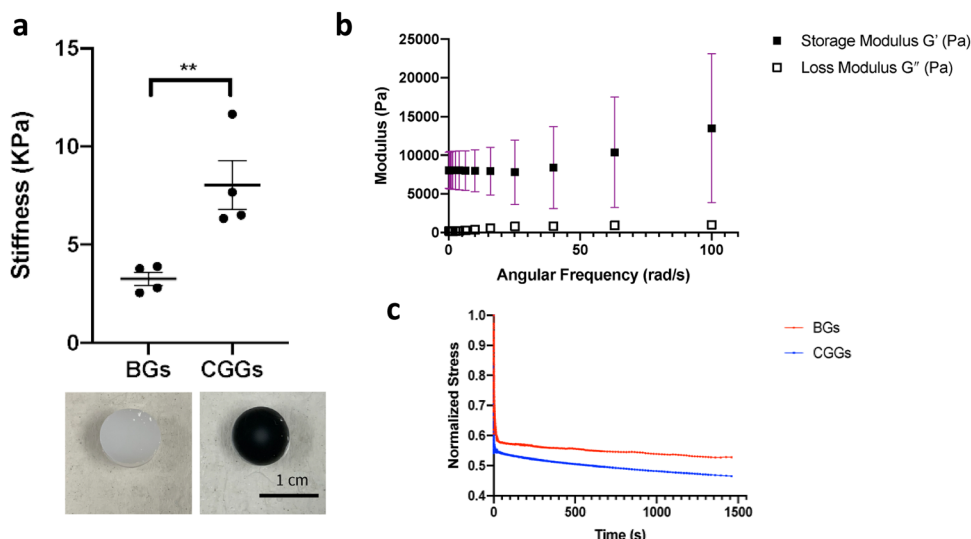 a
15
10
5
0
Stiffness (KPa)
**
BGs
CGGs
1 cm
b
25000
20000
15000
10000
5000
0
Modulus (Pa)
0
50
100
Angular Frequency (rad/s)
Storage Modulus G' (Pa)
Loss Modulus G″ (Pa)
c
1.0
0.9
0.8
0.7
0.6
0.5
0.4
Normalized Stress
0
500
1000
1500
Time (s)
BGs
CGGs